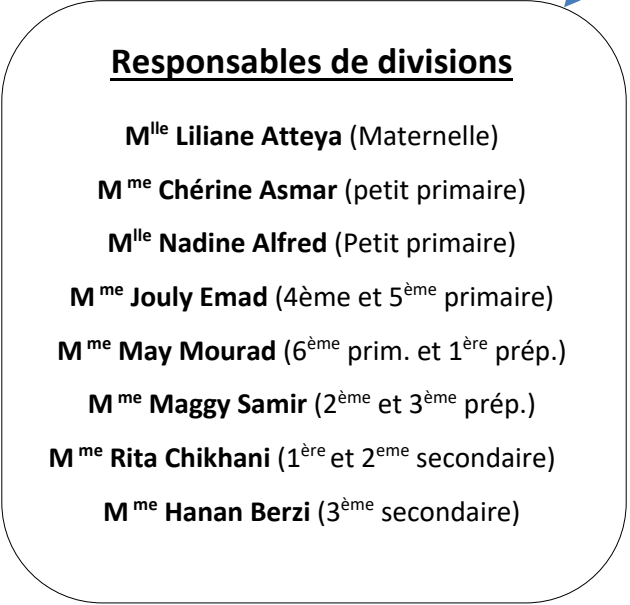 Responsables de divisions
Mlle Liliane Atteya (Maternelle)
M me Chérine Asmar (petit primaire)
Mlle Nadine Alfred (Petit primaire)
M me Jouly Emad (4ème et 5ème primaire)
M me May Mourad (6ème prim. et 1ère prép.)
M me Maggy Samir (2ème et 3ème prép.)
M me Rita Chikhani (1ère et 2eme secondaire)
M me Hanan Berzi (3ème secondaire)